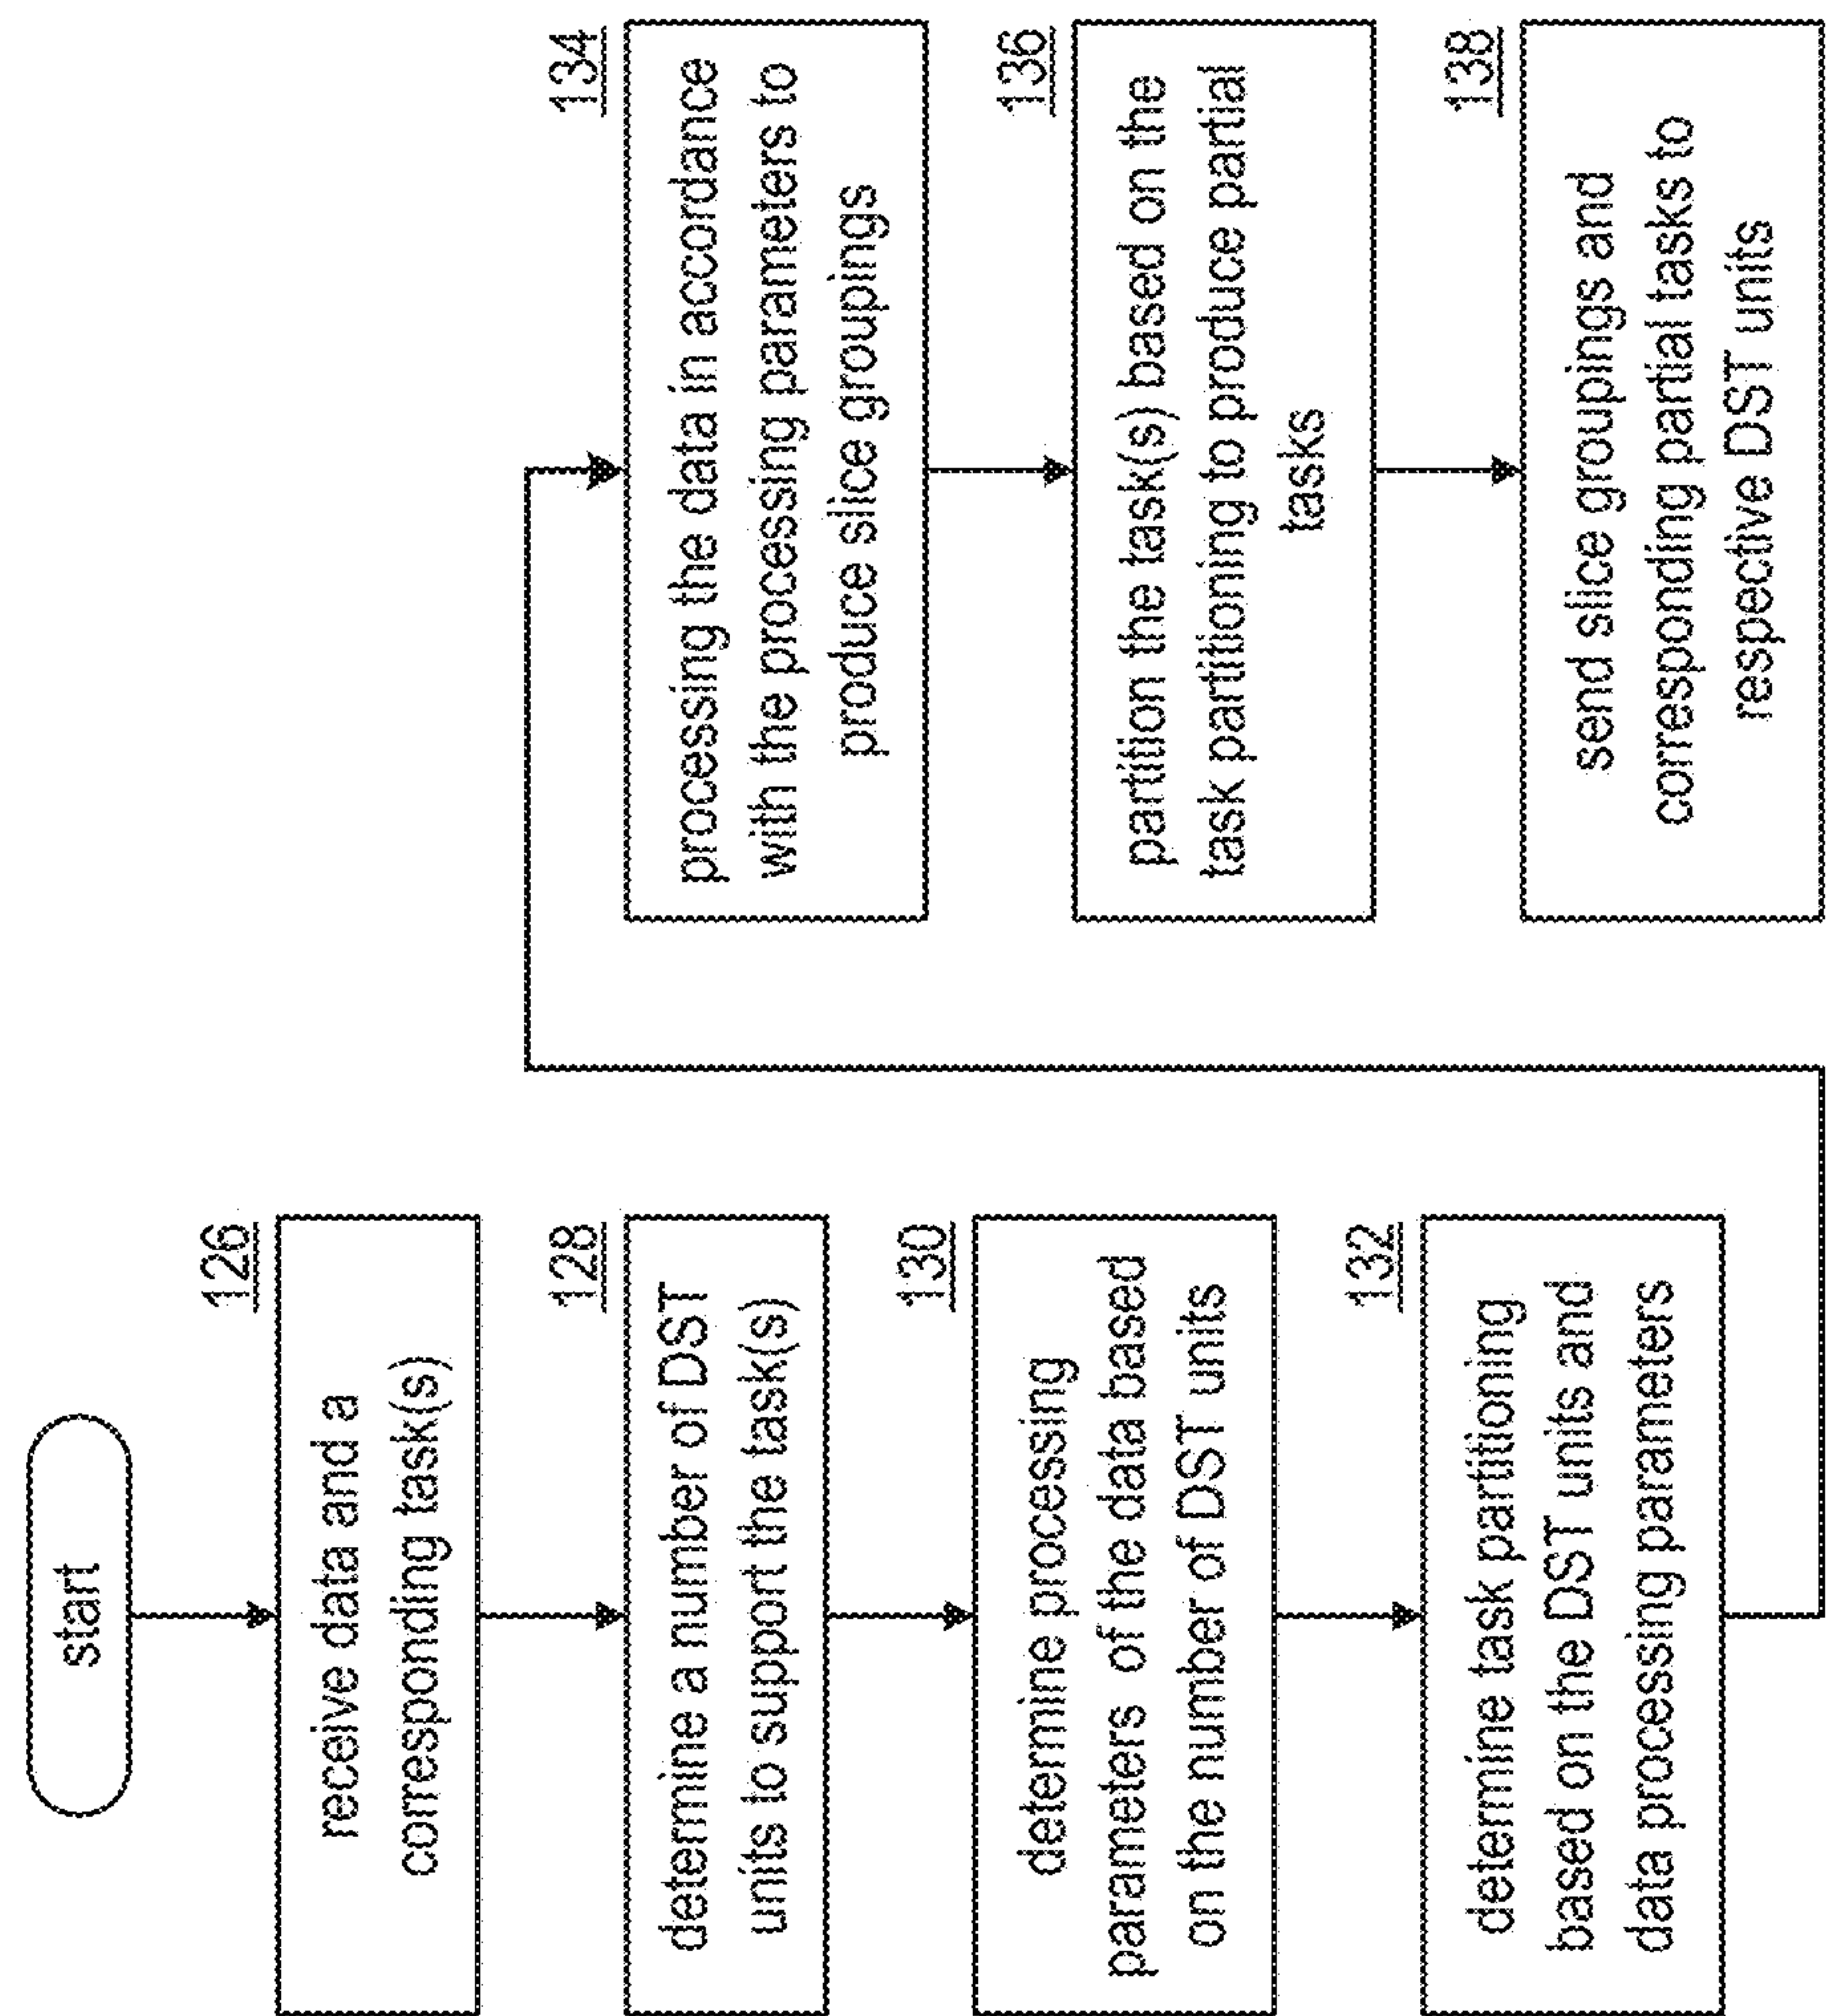 start
126
receive data and a
corresponding task(s)
128
determine a number of DST
units to support the task(s)
130
determine processing
parameters of the data based
on the number of DST units
132
determine task partitioning
based on the DST units and
data processing parameters
134
processing the data in accordance
with the processing parameters to
produce slice groupings
136
partition the task(s) based on the
task partitioning to produce partial
tasks
138
send slice groupings and
corresponding partial tasks to
respective DST units